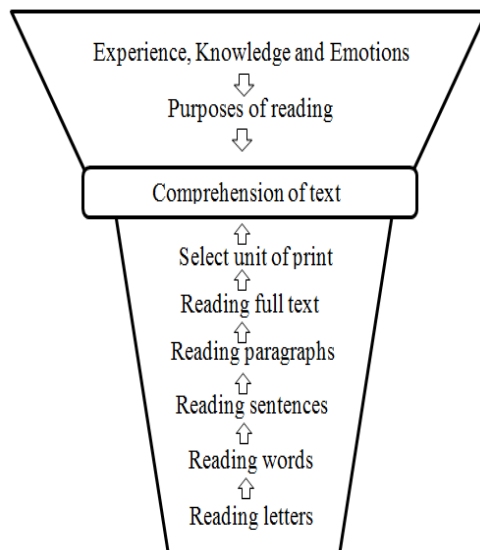 Experience, Knowledge and Emotions
Purposes of reading
Comprehension of text
Select unit of print
Reading full text
Reading paragraphs
Reading sentences
Reading words
Reading letters